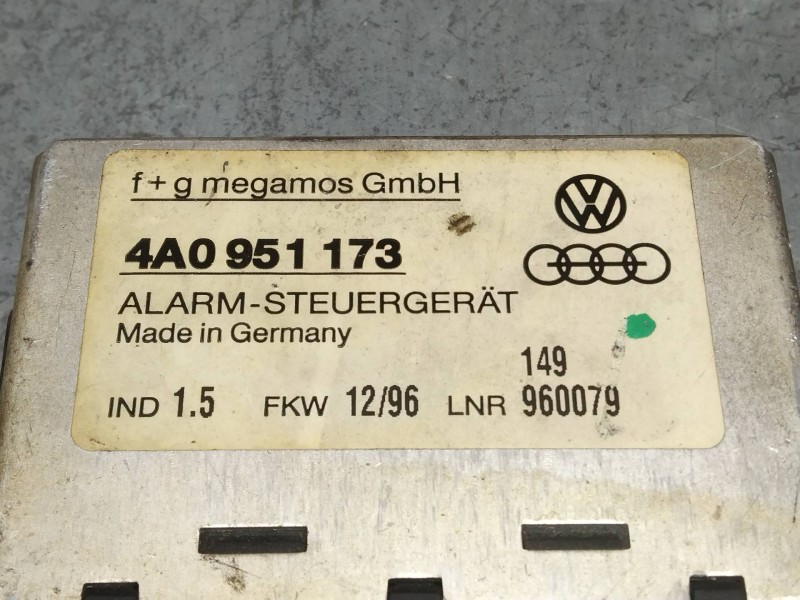 f+g megamos GmbH
4A0 951 173
ALARM-STEUERGERÄT
Made in Germany
149
IND 1.5 FKW 12/96 LNR 960079